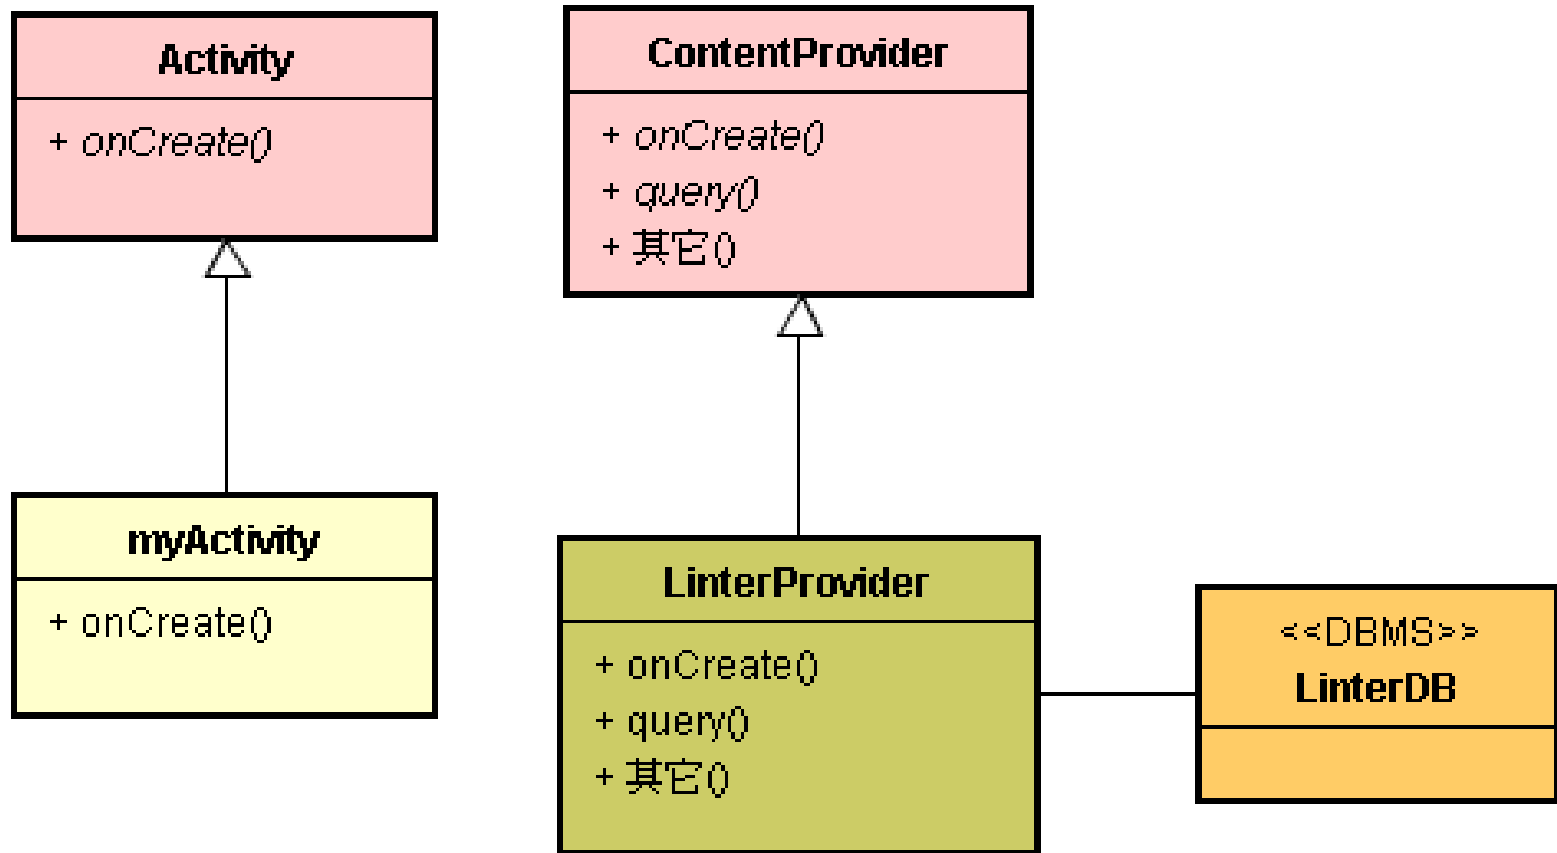 Activity
+ onCreate()
ContentProvider
+ onCreate()
+ query()
+ 其它()
myActivity
+ onCreate()
LinterProvider
+ onCreate()
+ query()
+ 其它()
<<DBMS>>
LinterDB